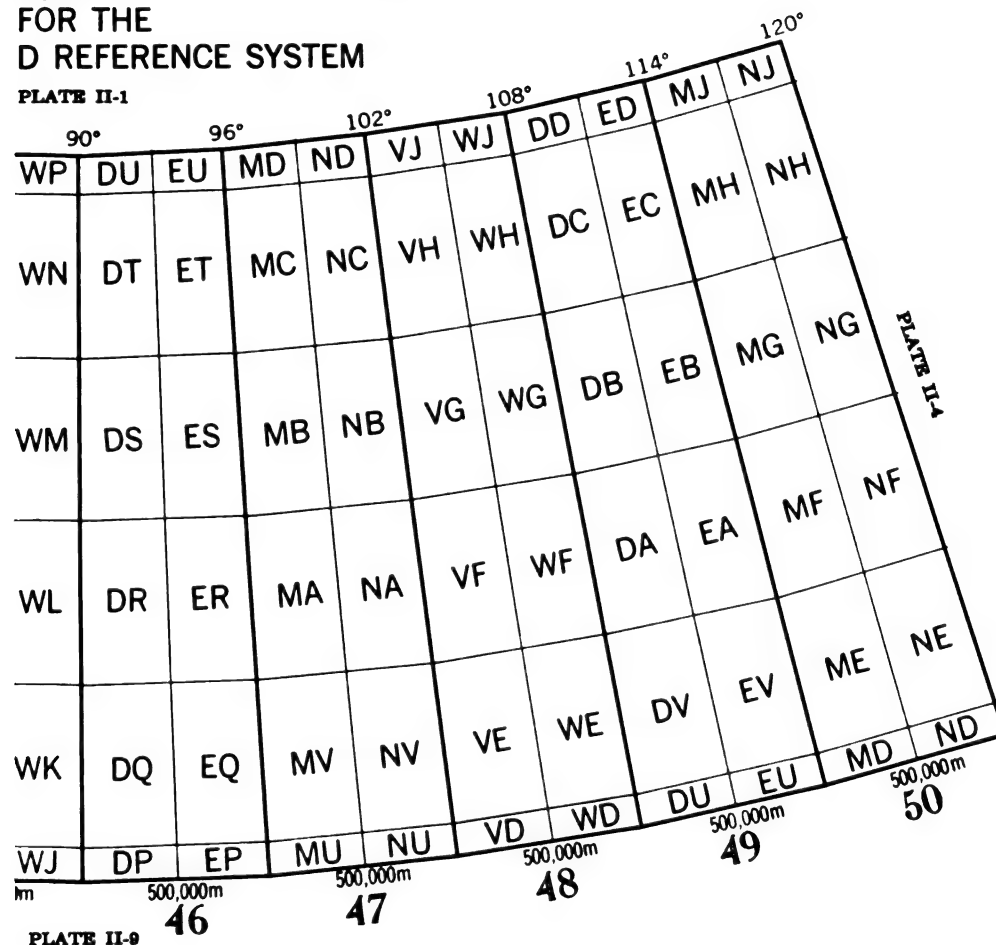 FOR THE
D REFERENCE SYSTEM
PLATE II-1
90° 96° 102° 108° 114° 120°
WP DU EU MD ND VJ WJ DD ED MJ NJ
WN DT ET MC NC VH WH DC EC MH NH
WM DS ES MB NB VG WG DB EB MG NG
PLATE II-4
WL DR ER MA NA VF WF DA EA MF NF
WK DQ EQ MV NV VE WE DV EV ME NE
WJ DP EP MU NU VD WD DU EU MD ND
m 500,000m 500,000m 500,000m 500,000m 500,000m
46 47 48 49 50
PLATE II-9